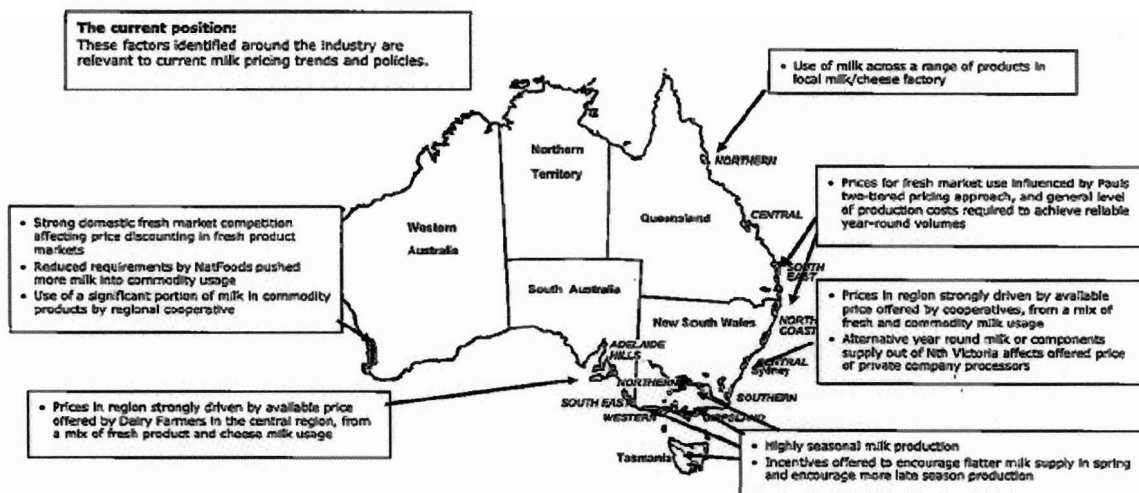 The current position:
These factors identified around the industry are
relevant to current milk pricing trends and policies.
• Use of milk across a range of products in
local milk/cheese factory
Northern
Territory
NORTHERN
• Prices for fresh market use influenced by Pauls
two-tiered pricing approach, and general level
of production costs required to achieve reliable
year-round volumes
• Strong domestic fresh market competition
affecting price discounting in fresh product
markets
• Reduced requirements by NatFoods pushed
more milk into commodity usage
• Use of a significant portion of milk in commodity
products by regional cooperative
Western
Australia
Queensland
CENTRAL
SOUTH
EAST
South Australia
• Prices in region strongly driven by available
price offered by cooperatives, from a mix of
fresh and commodity milk usage
• Alternative year round milk or components
supply out of Nth Victoria affects offered price
of private company processors
New South Wales
NORTH
COAST
ADELAIDE
HILLS
CENTRAL
Sydney
NORTHERN
SOUTHERN
SOUTH EAST
WESTERN
GIPPSLAND
• Prices in region strongly driven by available price
offered by Dairy Farmers in the central region, from
a mix of fresh product and cheese milk usage
Tasmania
• Highly seasonal milk production
• Incentives offered to encourage flatter milk supply in spring
and encourage more late season production